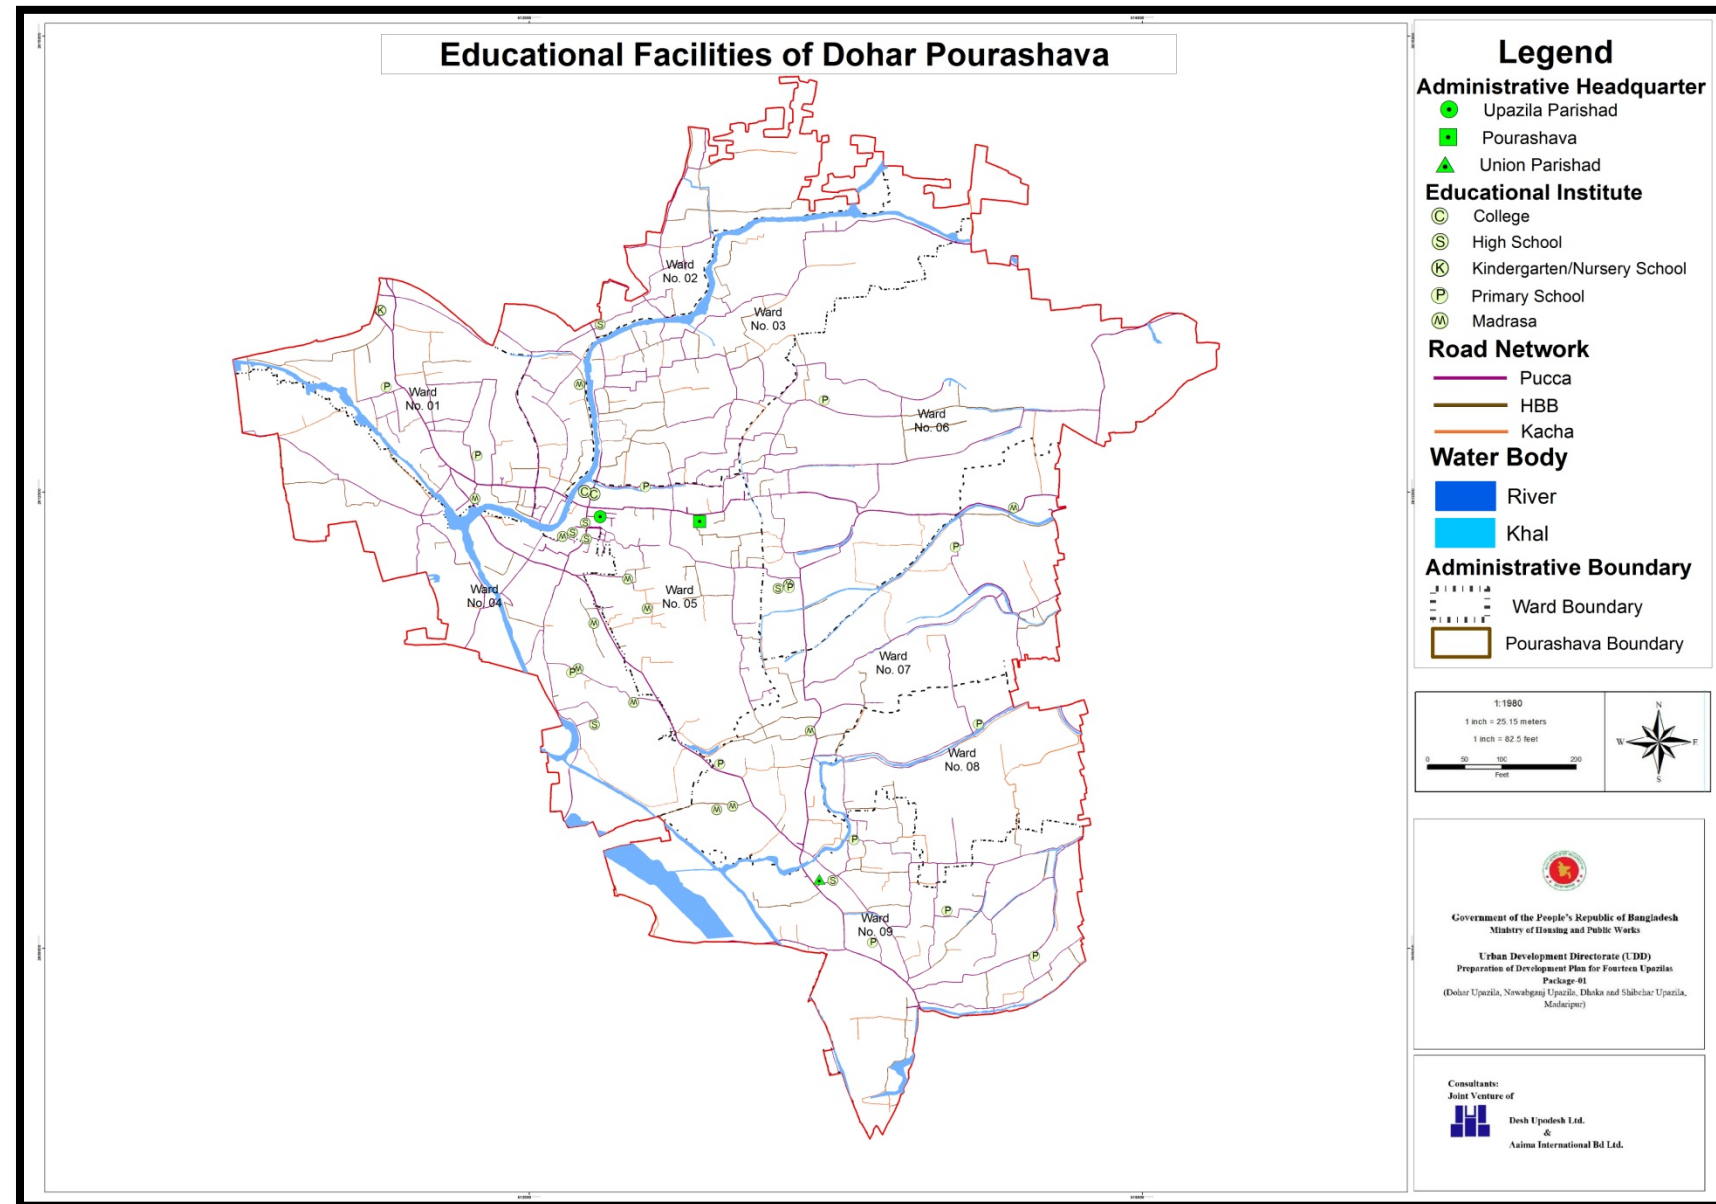 Educational Facilities of Dohar Pourashava
Ward
No. 02
Ward
No. 03
Ward
No. 01
Ward
No. 06
Ward
No. 04
Ward
No. 05
Ward
No. 07
Ward
No. 08
Ward
No. 09
Legend
Administrative Headquarter
Upazila Parishad
Pourashava
Union Parishad
Educational Institute
C College
S High School
K Kindergarten/Nursery School
P Primary School
M Madrasa
Road Network
Pucca
HBB
Kacha
Water Body
River
Khal
Administrative Boundary
Ward Boundary
Pourashava Boundary
1:1980
1 inch = 25.15 meters
1 inch = 82.5 feet
0 50 100 200
Feet
N
W E
S
Government of the People's Republic of Bangladesh
Ministry of Housing and Public Works
Urban Development Directorate (UDD)
Preparation of Development Plan for Fourteen Upazilas
Package-01
(Dohar Upazila, Nawabganj Upazila, Dhaka and Shibchar Upazila,
Madaripur)
Consultants:
Joint Venture of
Desh Upodesh Ltd.
&
Aaima International Bd Ltd.